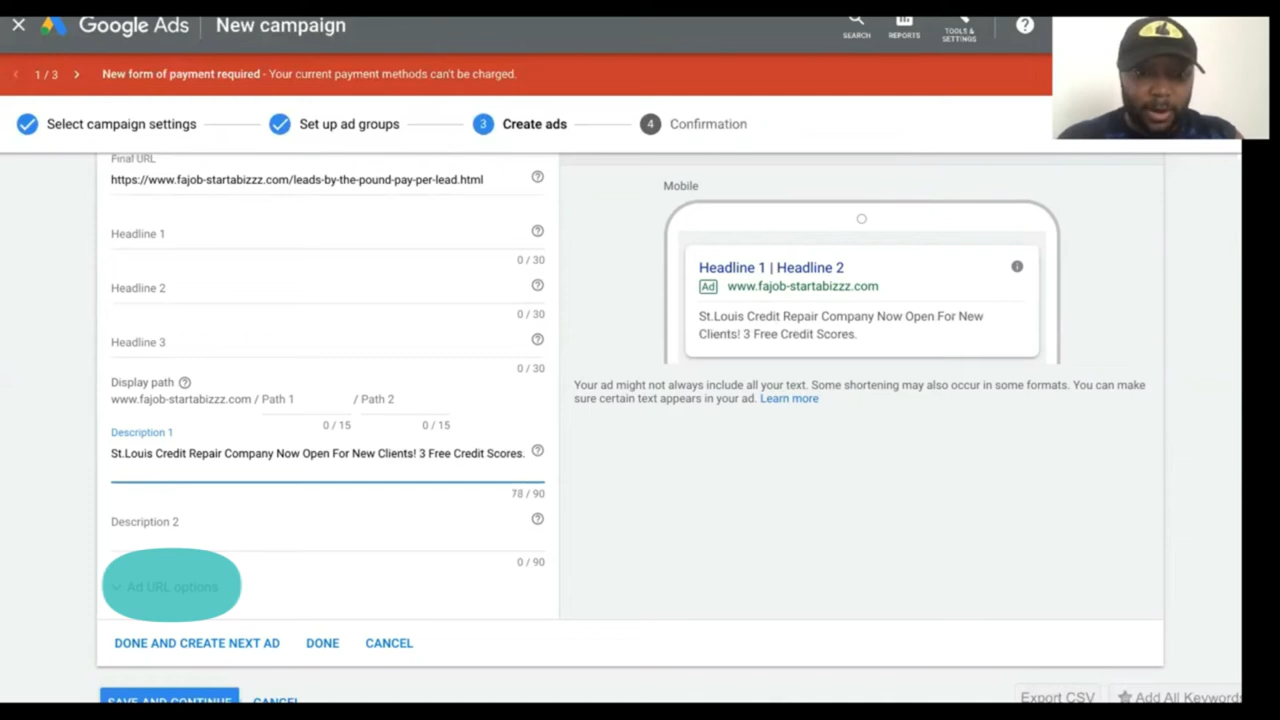 Google Ads
New campaign
SEARCH
REPORTS
TOOLS &
SETTINGS
1 / 3
New form of payment required - Your current payment methods can't be charged.
Select campaign settings
Set up ad groups
3
Create ads
4
Confirmation
Final URL
https://www.fajob-startabizzz.com/leads-by-the-pound-pay-per-lead.html
Headline 1
0 / 30
Headline 2
0 / 30
Headline 3
0 / 30
Display path
www.fajob-startabizzz.com / Path 1 / Path 2
0 / 15
0 / 15
Description 1
St.Louis Credit Repair Company Now Open For New Clients! 3 Free Credit Scores.
78 / 90
Description 2
0 / 90
Ad URL options
DONE AND CREATE NEXT AD
DONE
CANCEL
SAVE AND CONTINUE
CANCEL
Mobile
Headline 1 | Headline 2
Ad www.fajob-startabizzz.com
St.Louis Credit Repair Company Now Open For New
Clients! 3 Free Credit Scores.
Your ad might not always include all your text. Some shortening may also occur in some formats. You can make
sure certain text appears in your ad. Learn more
Export CSV
Add All Keywords